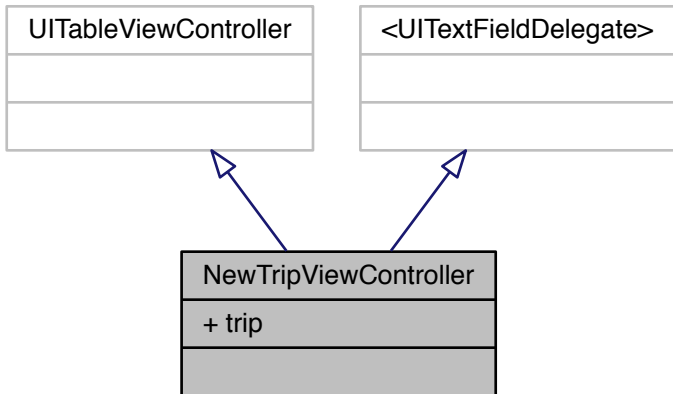 UITableViewController
<UITextFieldDelegate>
NewTripViewController
+ trip